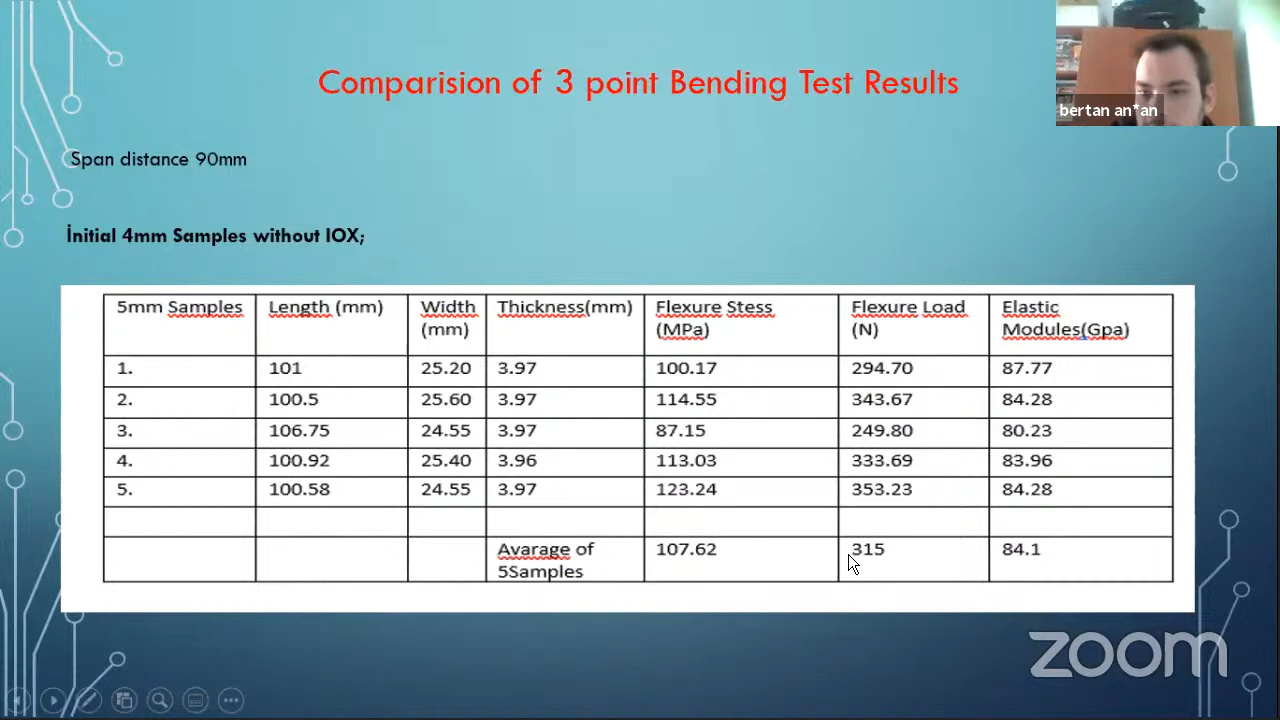 Comparision of 3 point Bending Test Results
bertan an*an
Span distance 90mm
İnitial 4mm Samples without IOX;
5mm Samples Length (mm) Width (mm) Thickness(mm) Flexure Stess (MPa) Flexure Load (N) Elastic Modules(Gpa)
1. 101 25.20 3.97 100.17 294.70 87.77
2. 100.5 25.60 3.97 114.55 343.67 84.28
3. 106.75 24.55 3.97 87.15 249.80 80.23
4. 100.92 25.40 3.96 113.03 333.69 83.96
5. 100.58 24.55 3.97 123.24 353.23 84.28
Avarage of 5Samples 107.62 315 84.1
zoom